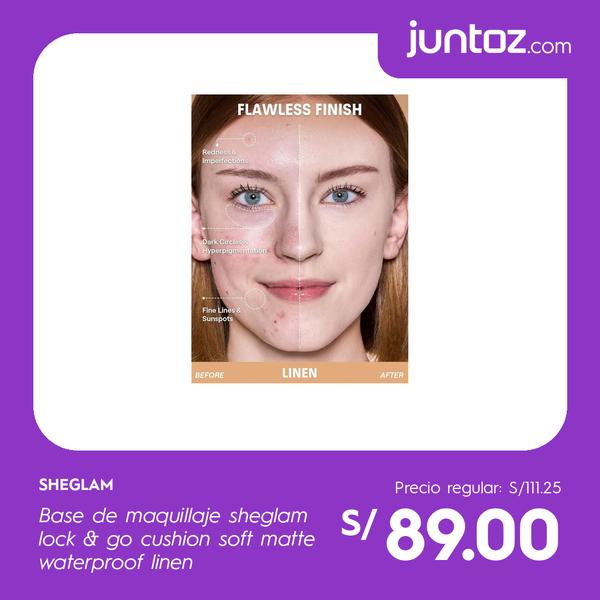 juntoz.com
FLAWLESS FINISH
Redness &
Imperfections
Dark Circles &
Hyperpigmentation
Fine Lines &
Sunspots
BEFORE LINEN AFTER
SHEGLAM
Base de maquillaje sheglam
lock & go cushion soft matte
waterproof linen
Precio regular: S/111.25
S/ 89.00